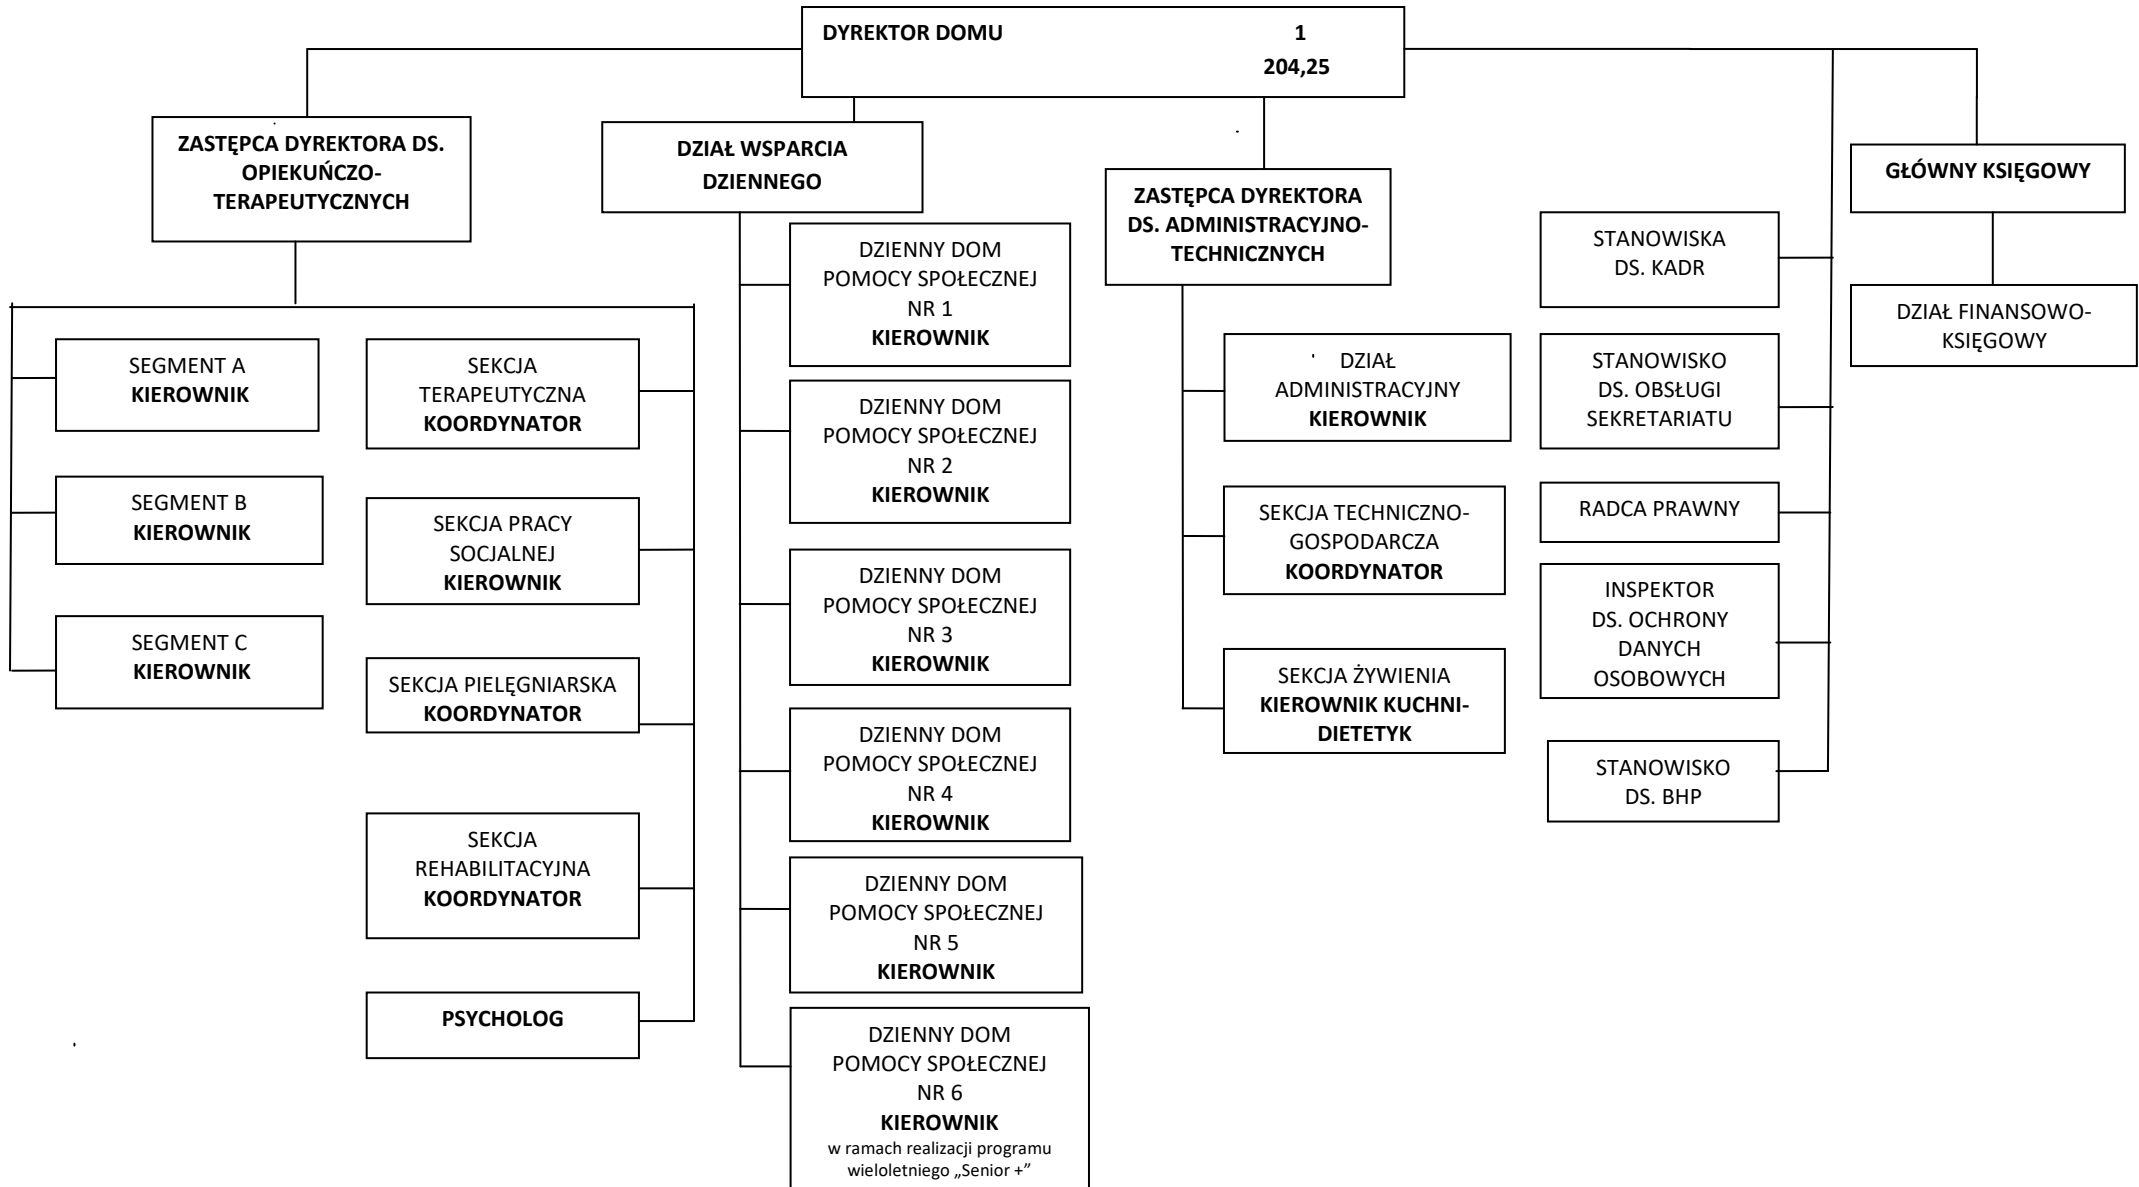 DYREKTOR DOMU 1
204,25
ZASTĘPCA DYREKTORA DS.
OPIEKUŃCZO-
TERAPEUTYCZNYCH
DZIAŁ WSPARCIA
DZIENNEGO
ZASTĘPCA DYREKTORA
DS. ADMINISTRACYJNO-
TECHNICZNYCH
GŁÓWNY KSIĘGOWY
SEGMENT A
KIEROWNIK
SEGMENT B
KIEROWNIK
SEGMENT C
KIEROWNIK
SEKCJA
TERAPEUTYCZNA
KOORDYNATOR
SEKCJA PRACY
SOCJALNEJ
KIEROWNIK
SEKCJA PIELĘGNIARSKA
KOORDYNATOR
SEKCJA
REHABILITACYJNA
KOORDYNATOR
PSYCHOLOG
DZIENNY DOM
POMOCY SPOŁECZNEJ
NR 1
KIEROWNIK
DZIENNY DOM
POMOCY SPOŁECZNEJ
NR 2
KIEROWNIK
DZIENNY DOM
POMOCY SPOŁECZNEJ
NR 3
KIEROWNIK
DZIENNY DOM
POMOCY SPOŁECZNEJ
NR 4
KIEROWNIK
DZIENNY DOM
POMOCY SPOŁECZNEJ
NR 5
KIEROWNIK
DZIENNY DOM
POMOCY SPOŁECZNEJ
NR 6
KIEROWNIK
w ramach realizacji programu
wieloletniego „Senior +”
DZIAŁ
ADMINISTRACYJNY
KIEROWNIK
SEKCJA TECHNICZNO-
GOSPODARCZA
KOORDYNATOR
SEKCJA ŻYWIENIA
KIEROWNIK KUCHNI-
DIETETYK
STANOWISKA
DS. KADR
STANOWISKO
DS. OBSŁUGI
SEKRETARIATU
RADCA PRAWNY
INSPEKTOR
DS. OCHRONY
DANYCH
OSOBOWYCH
STANOWISKO
DS. BHP
DZIAŁ FINANSOWO-
KSIĘGOWY